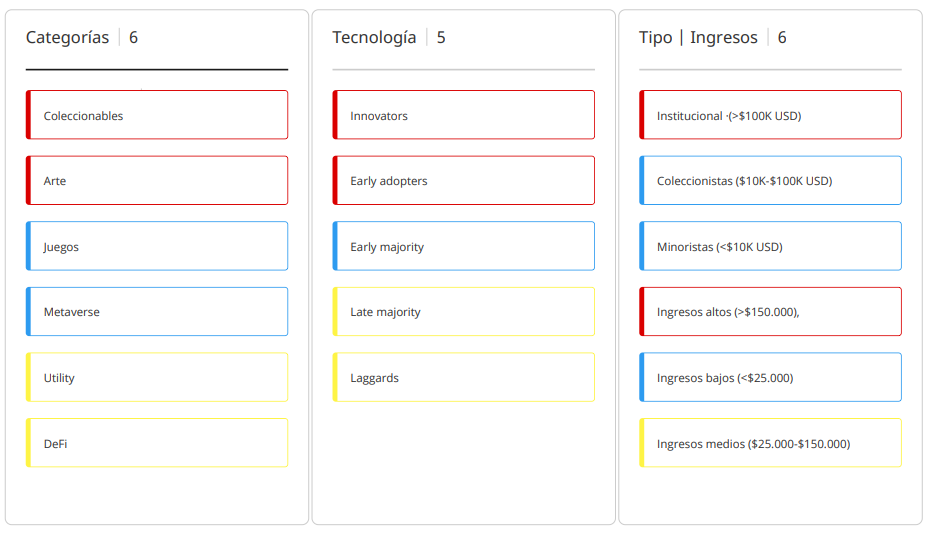 Categorías | 6
Coleccionables
Arte
Juegos
Metaverse
Utility
DeFi
Tecnología | 5
Innovators
Early adopters
Early majority
Late majority
Laggards
Tipo | Ingresos | 6
Institucional ·(>$100K USD)
Coleccionistas ($10K-$100K USD)
Minoristas (<$10K USD)
Ingresos altos (>$150.000),
Ingresos bajos (<$25.000)
Ingresos medios ($25.000-$150.000)